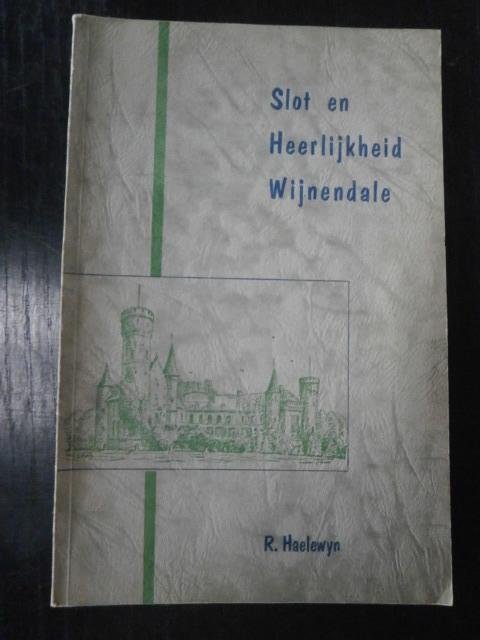 Slot en
Heerlijkheid
Wijnendale
R. Haelewyn